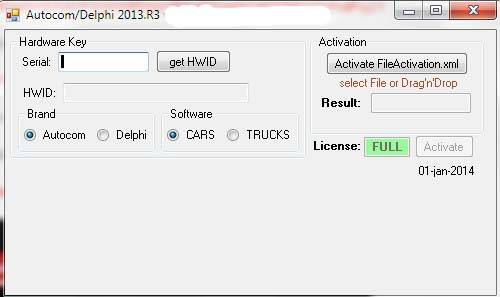 Autocom/Delphi 2013.R3
Hardware Key
Serial:
get HWID
HWID:
Brand
Autocom
Delphi
Software
CARS
TRUCKS
Activation
Activate FileActivation.xml
select File or Drag'n'Drop
Result:
License:
FULL
Activate
01-jan-2014